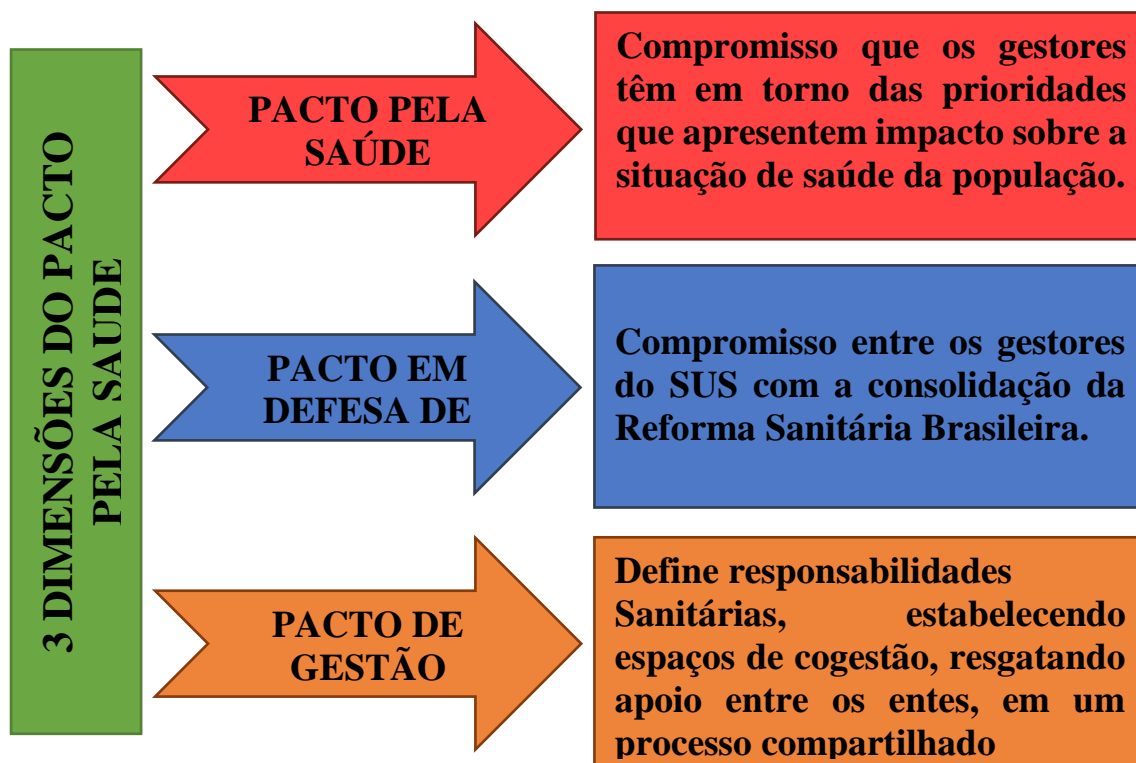 3 DIMENSÕES DO PACTO
PELA SAUDE
PACTO PELA
SAÚDE
Compromisso que os gestores
têm em torno das prioridades
que apresentem impacto sobre a
situação de saúde da população.
PACTO EM
DEFESA DE
Compromisso entre os gestores
do SUS com a consolidação da
Reforma Sanitária Brasileira.
PACTO DE
GESTÃO
Define responsabilidades
Sanitárias, estabelecendo
espaços de cogestão, resgatando
apoio entre os entes, em um
processo compartilhado